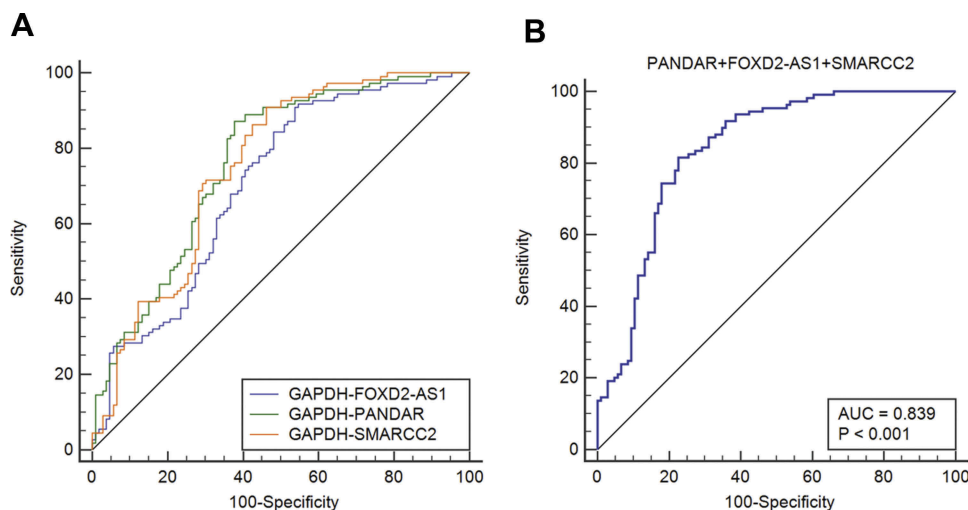 A
Sensitivity
100
80
60
40
20
0
GAPDH-FOXD2-AS1
GAPDH-PANDAR
GAPDH-SMARCC2
0 20 40 60 80 100
100-Specificity
B
PANDAR+FOXD2-AS1+SMARCC2
Sensitivity
100
80
60
40
20
0
AUC = 0.839
P < 0.001
0 20 40 60 80 100
100-Specificity